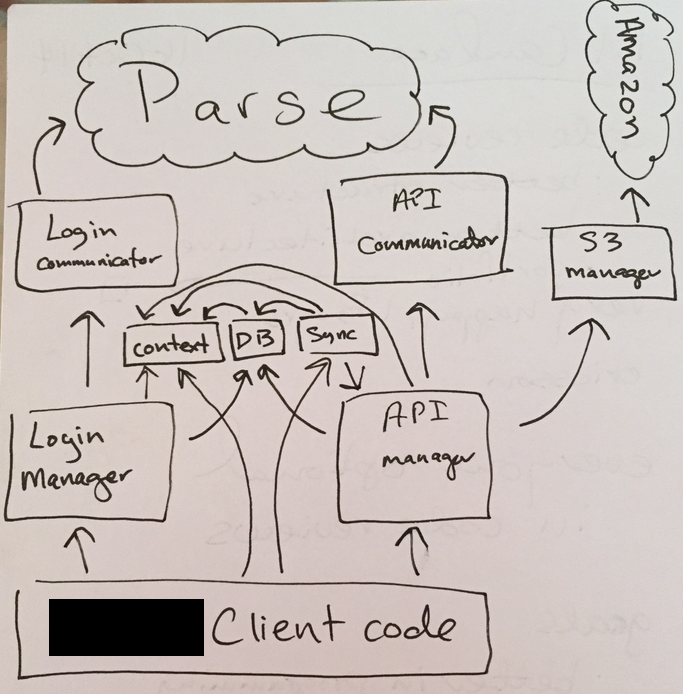 Parse
Amazon
Login
communicator
API
Communicator
S3
manager
context
DB
Sync
Login
Manager
API
manager
Client code